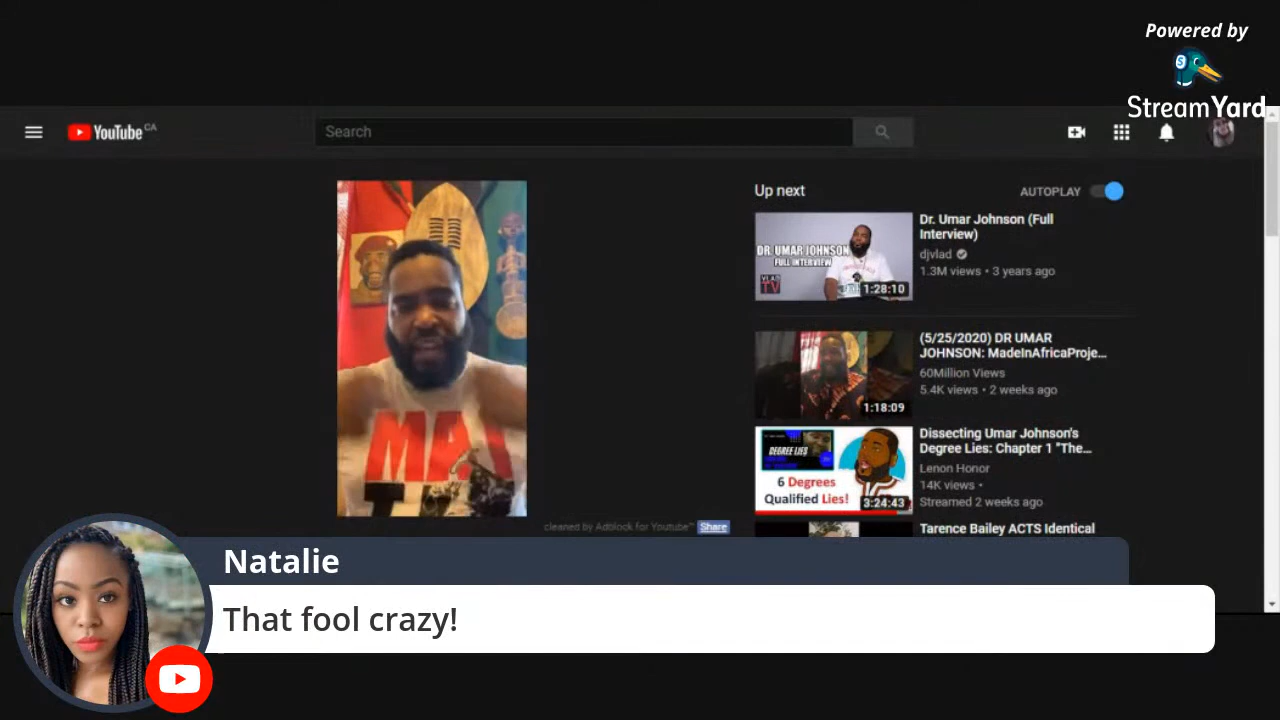 Powered by
StreamYard
YouTube CA
Search
Up next
AUTOPLAY
DR. UMAR JOHNSON
FULL INTERVIEW
VLAD
TV
1:28:10
Dr. Umar Johnson (Full
Interview)
djvlad
1.3M views • 3 years ago
1:18:09
(5/25/2020) DR UMAR
JOHNSON: MadeInAfricaProje...
60Million Views
5.4K views • 2 weeks ago
DEGREE LIES
6 Degrees
Qualified Lies!
3:24:43
Dissecting Umar Johnson's
Degree Lies: Chapter 1 "The...
Lenon Honor
14K views •
Streamed 2 weeks ago
Tarence Bailey ACTS Identical
MA
cleaned by Adblock for Youtube™
Share
Natalie
That fool crazy!